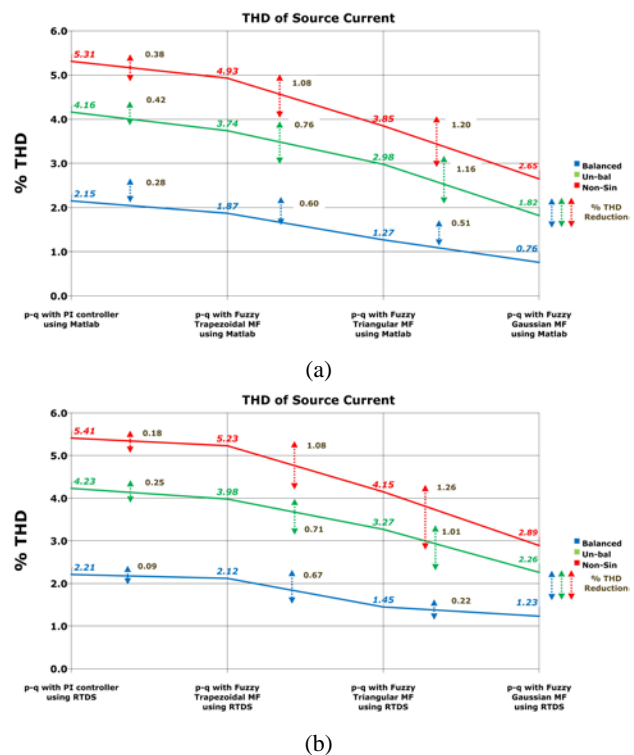 THD of Source Current
6.0
5.0
4.0
3.0
2.0
1.0
0.0
% THD
5.31
0.38
4.93
1.08
3.85
1.20
2.65
4.16
0.42
3.74
0.76
2.98
1.16
1.82
2.15
0.28
1.87
0.60
1.27
0.51
0.76
Balanced
Un-bal
Non-Sin
% THD
Reduction
p-q with PI controller
using Matlab
p-q with Fuzzy
Trapezoidal MF
using Matlab
p-q with Fuzzy
Triangular MF
using Matlab
p-q with Fuzzy
Gaussian MF
using Matlab
(a)
THD of Source Current
6.0
5.0
4.0
3.0
2.0
1.0
0.0
% THD
5.41
0.18
5.23
1.08
4.15
1.26
2.89
4.23
0.25
3.98
0.71
3.27
1.01
2.26
2.21
0.09
2.12
0.67
1.45
0.22
1.23
Balanced
Un-bal
Non-Sin
% THD
Reduction
p-q with PI controller
using RTDS
p-q with Fuzzy
Trapezoidal MF
using RTDS
p-q with Fuzzy
Triangular MF
using RTDS
p-q with Fuzzy
Gaussian MF
using RTDS
(b)